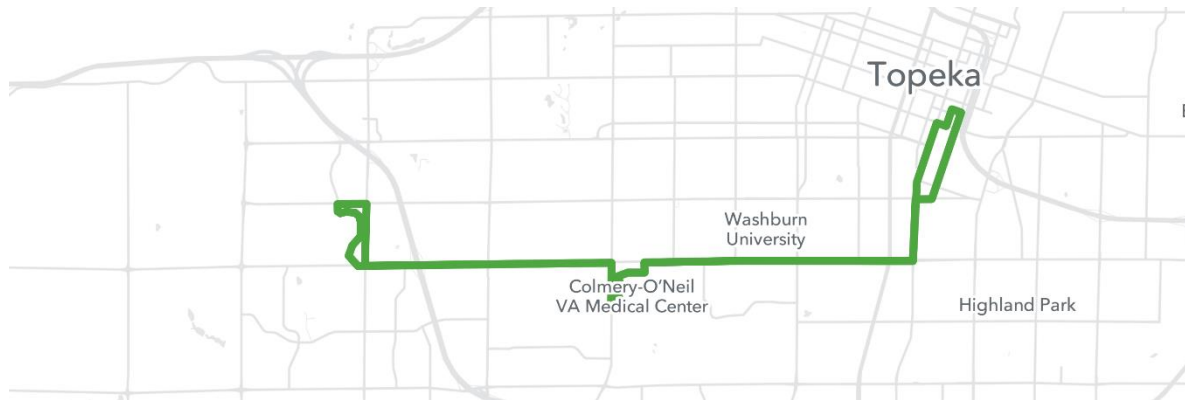 Topeka
E
Washburn
University
Colmery-O'Neil
VA Medical Center
Highland Park